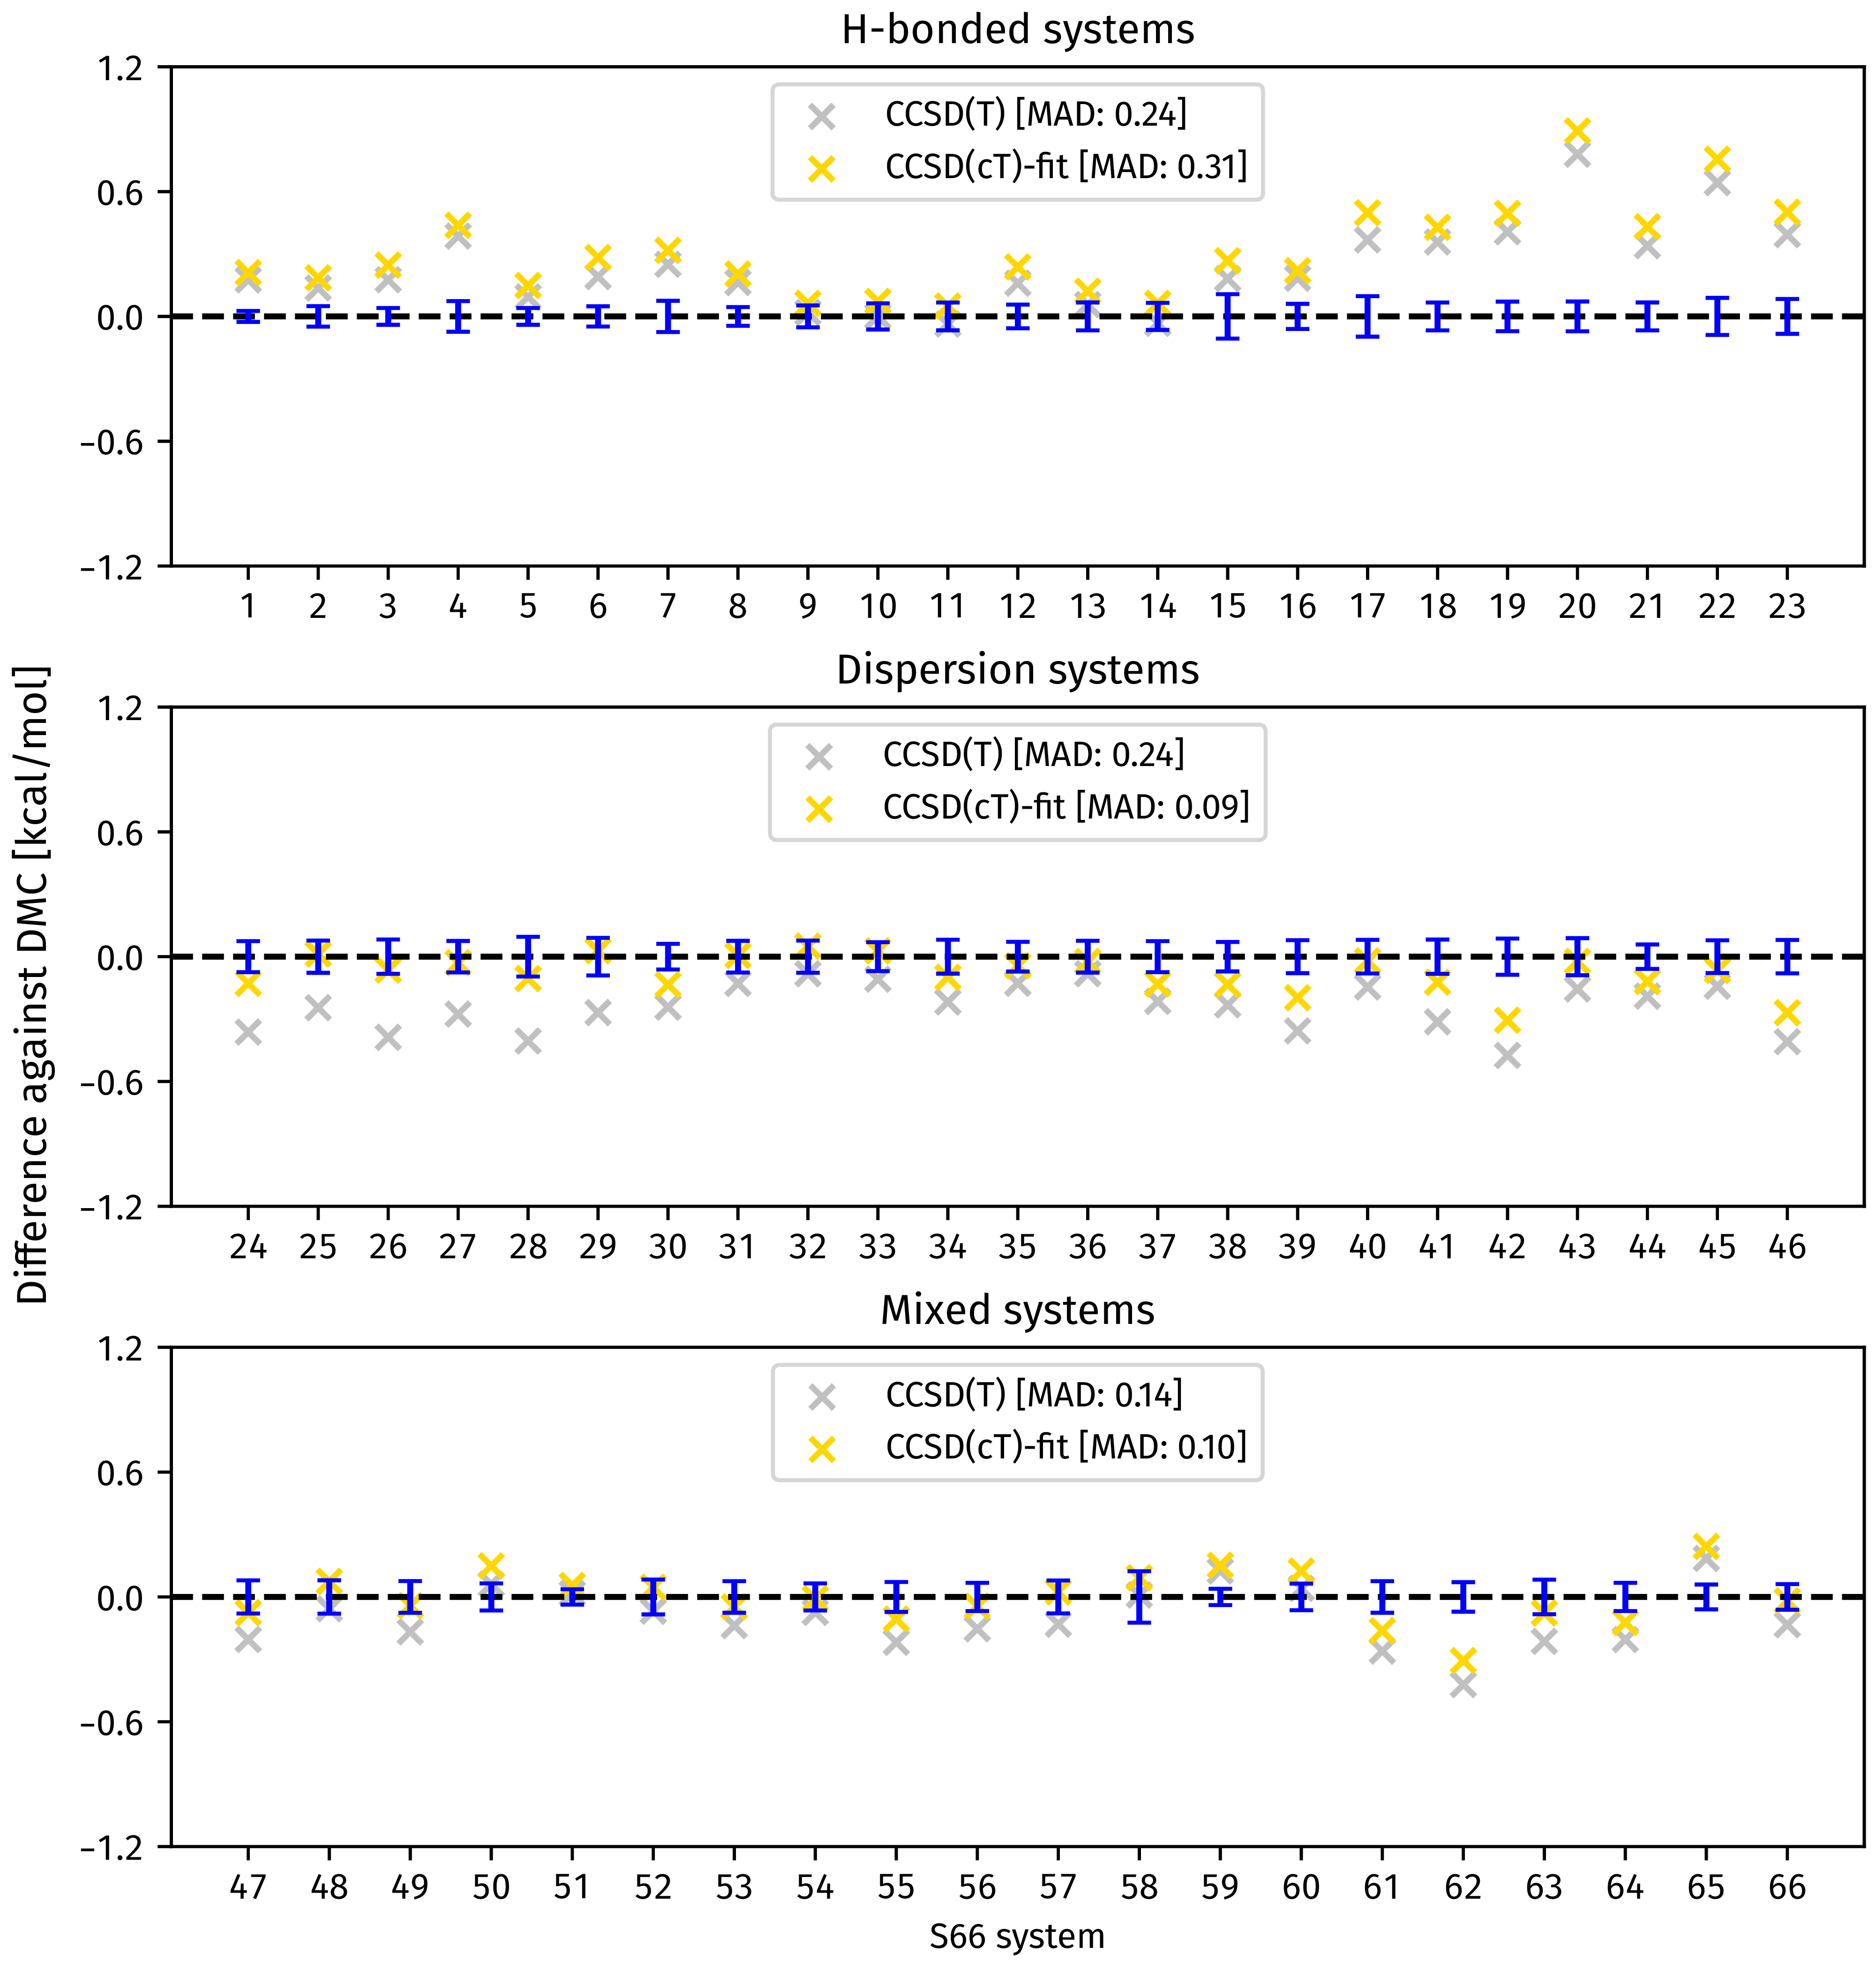 H-bonded systems
1.2
CCSD(T) [MAD: 0.24]
CCSD(cT)-fit [MAD: 0.31]
0.6
0.0
−0.6
−1.2
1 2 3 4 5 6 7 8 9 10 11 12 13 14 15 16 17 18 19 20 21 22 23
Difference against DMC [kcal/mol]
Dispersion systems
1.2
CCSD(T) [MAD: 0.24]
CCSD(cT)-fit [MAD: 0.09]
0.6
0.0
−0.6
−1.2
24 25 26 27 28 29 30 31 32 33 34 35 36 37 38 39 40 41 42 43 44 45 46
Mixed systems
1.2
CCSD(T) [MAD: 0.14]
CCSD(cT)-fit [MAD: 0.10]
0.6
0.0
−0.6
−1.2
47 48 49 50 51 52 53 54 55 56 57 58 59 60 61 62 63 64 65 66
S66 system